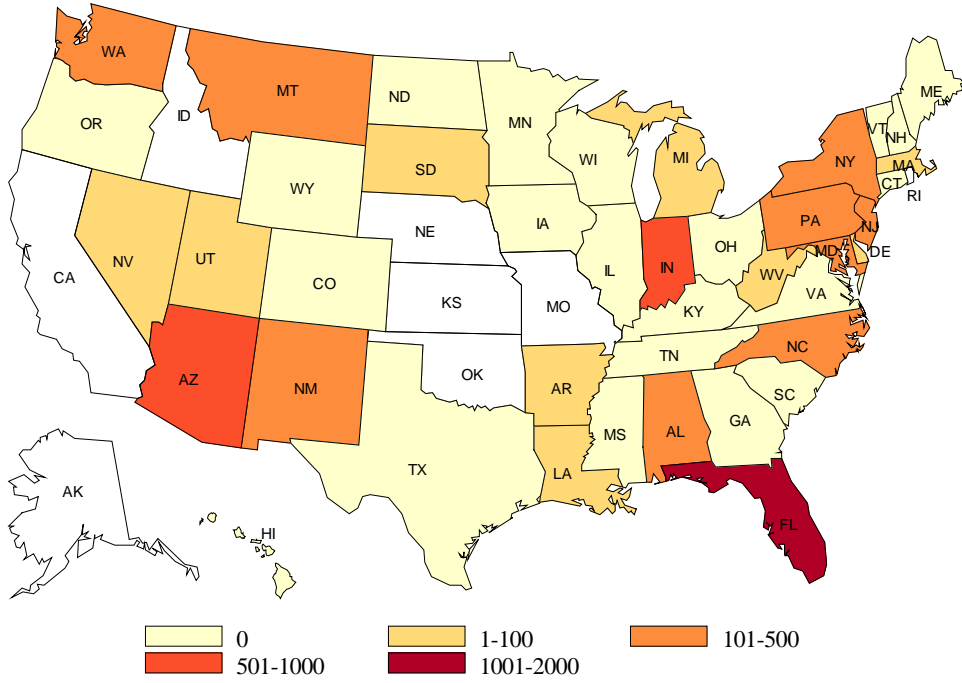 WA
MT
ND
MN
ME
VT
NH
OR
ID
WI
MI
NY
MA
SD
WY
CT
RI
IA
PA
NJ
NE
OH
IN
MD
DE
NV
UT
IL
WV
CA
CO
KS
MO
VA
KY
NC
TN
AZ
NM
OK
AR
SC
GA
AL
MS
TX
LA
AK
FL
HI
0
1-100
101-500
501-1000
1001-2000